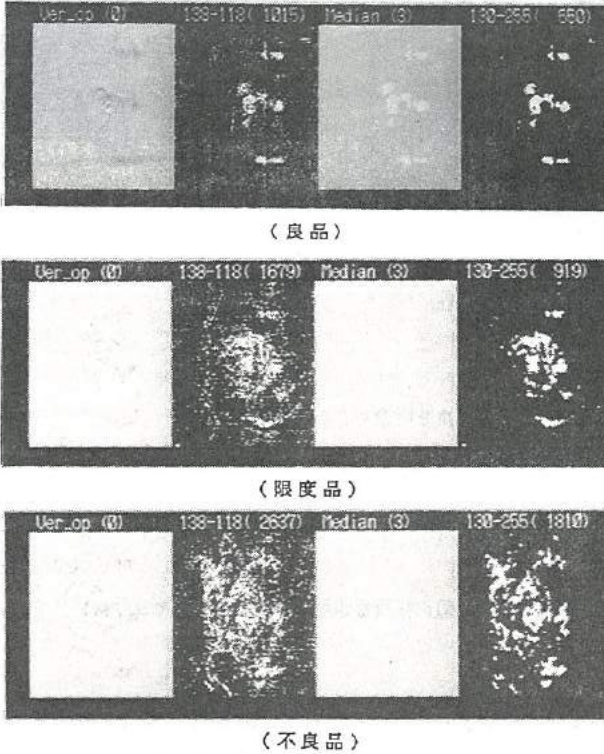 Ver_op (0) 138-118( 1015) Median (3) 130-255( 560)
(良品)
Ver_op (0) 138-118( 1679) Median (3) 130-255( 919)
(限度品)
Ver_op (0) 138-118( 2637) Median (3) 130-255( 1810)
(不良品)